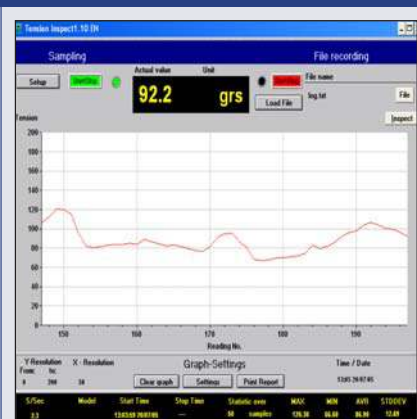 Tension Inspect1.10 EN
Sampling File recording
Setup Start/Stop Actual value Unit Start/Stop File name
92.2 grs Load File log.txt File
Inspect
Tension
200
180
160
140
120
100
80
60
40
20
0
150 160 170 180 190
Reading No.
- Y-Resolution X - Resolution Graph-Settings Time / Date
From: to:
0 200 50 Clear graph Settings Print Report
S/Sec Model Start Time Stop Time Statistic over MAX MIN AVR STDDEV
samples